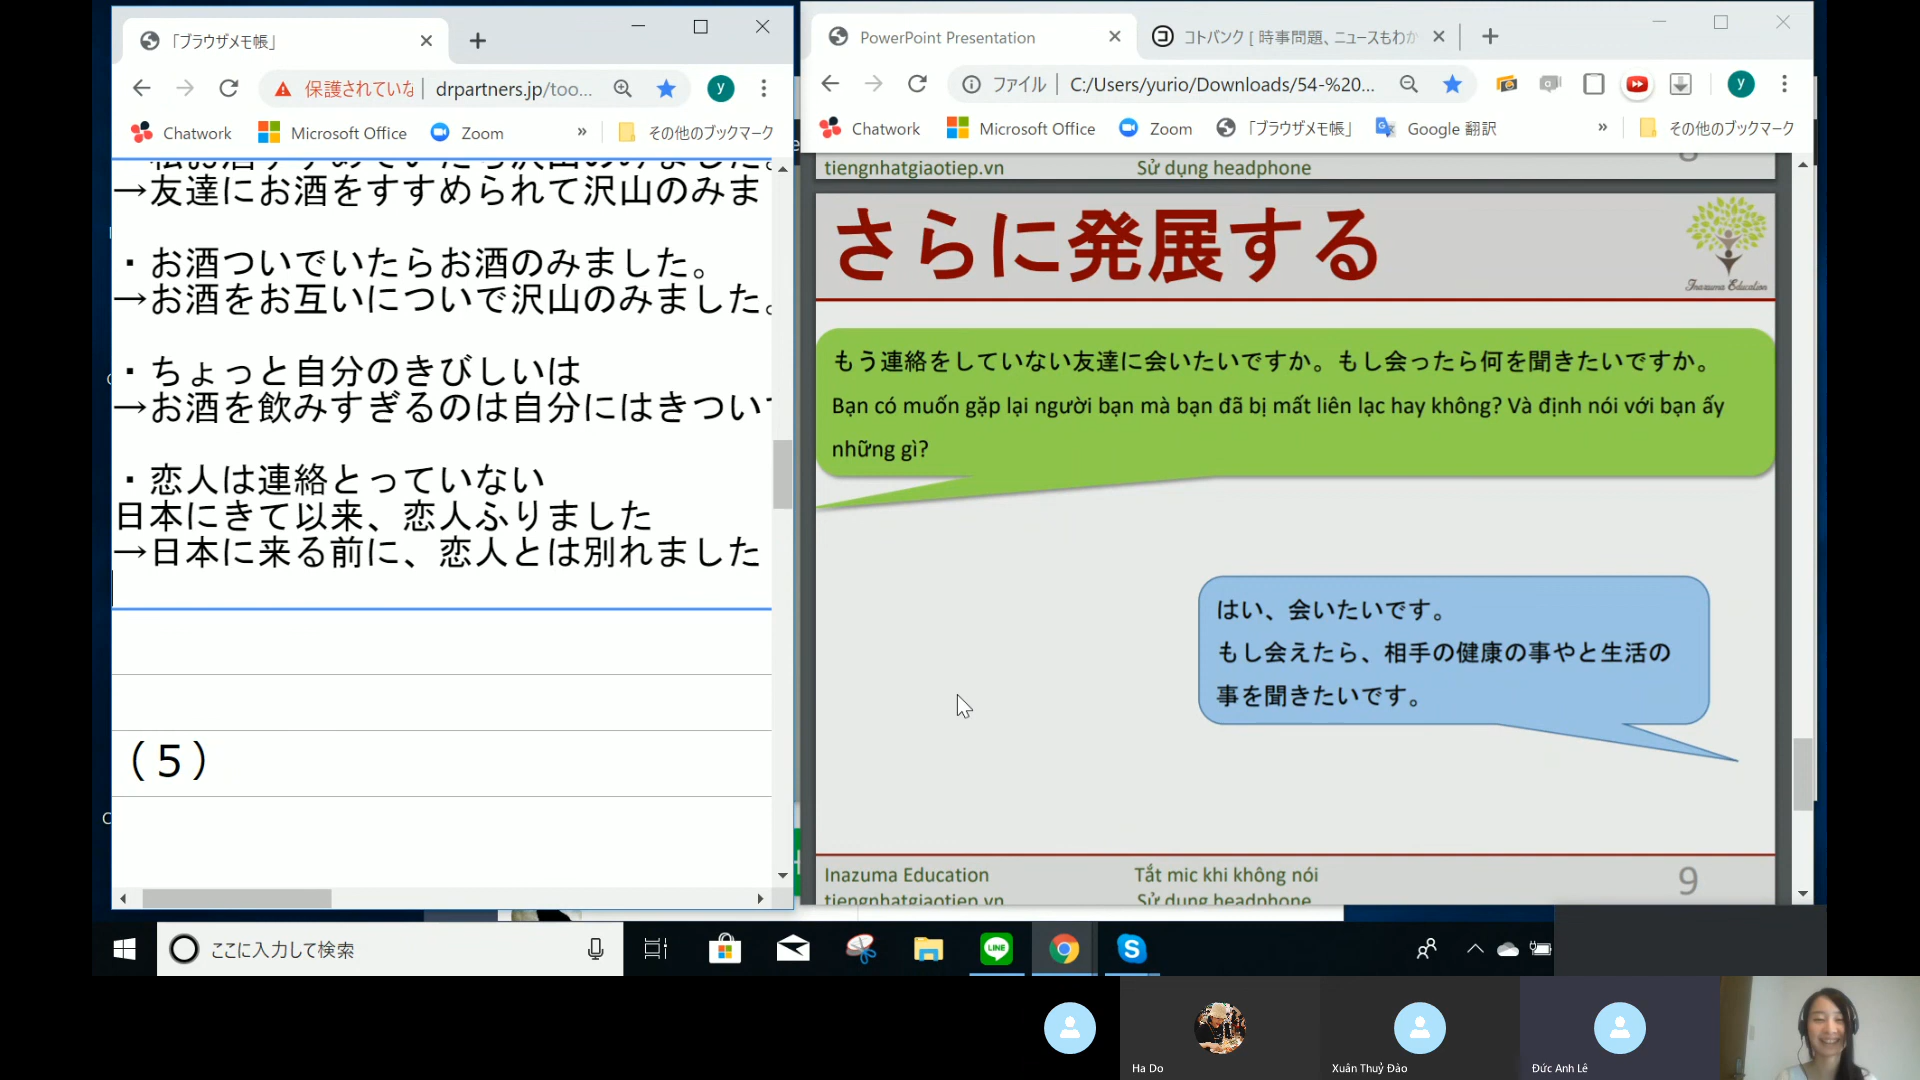 「ブラウザメモ帳」
保護されていな
drpartners.jp/too...
Chatwork
Microsoft Office
Zoom
»
その他のブックマーク
→友達にお酒をすすめられて沢山のみま
・お酒ついでいたらお酒のみました。
→お酒をお互いについで沢山のみました。
・ちょっと自分のきびしいは
→お酒を飲みすぎるのは自分にはきつい
・恋人は連絡とっていない
日本にきて以来、恋人ふりました
→日本に来る前に、恋人とは別れました
（5）
PowerPoint Presentation
コトバンク [ 時事問題、ニュースもわか
ファイル
C:/Users/yurio/Downloads/54-%20...
Chatwork
Microsoft Office
Zoom
「ブラウザメモ帳」
Google 翻訳
»
その他のブックマーク
tiengnhatgiaotiep.vn
Sử dụng headphone
さらに発展する
Inazuma Education
もう連絡をしていない友達に会いたいですか。もし会ったら何を聞きたいですか。
Bạn có muốn gặp lại người bạn mà bạn đã bị mất liên lạc hay không? Và định nói với bạn ấy
những gì?
はい、会いたいです。
もし会えたら、相手の健康の事やと生活の
事を聞きたいです。
Inazuma Education
Tắt mic khi không nói
9
tiengnhatgiaotiep.vn
Sử dụng headphone
ここに入力して検索
LINE
Ha Do
Xuân Thuỷ Đào
Đức Anh Lê